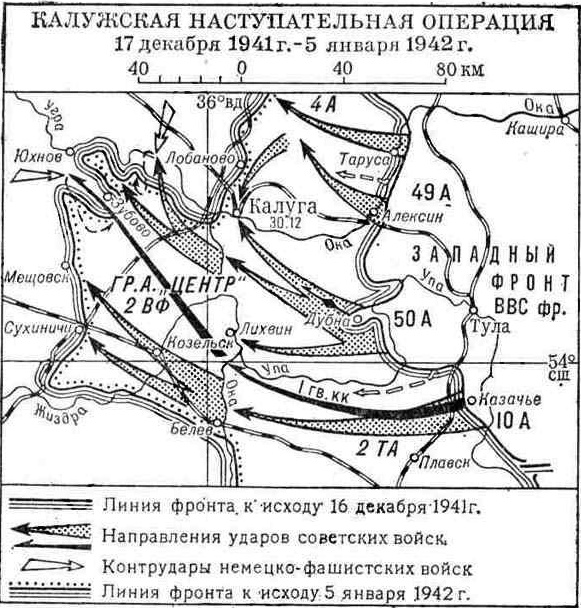 КАЛУЖСКАЯ НАСТУПАТЕЛЬНАЯ ОПЕРАЦИЯ
17 декабря 1941 г. - 5 января 1942 г.
40 0 40 80 км
36° вд
4 А
Ока
Кашира
Угра
Юхнов
Лобаново
Таруса
Зубово
Калуга
30.12
49 А
Алексин
Ока
ЗАПАДНЫЙ
ФРОНТ
ВВС фр.
Мещовск
ГР. А. „ЦЕНТР"
2 ВФ
Упа
Дубна
50 А
Тула
Сухиничи
Лихвин
Козельск
54°
сш
Упа
1 гв. кк
Ока
Жиздра
Казачье
Белев
10 А
2 ТА
Плавск
Линия фронта к исходу 16 декабря 1941г.
Направления ударов советских войск.
Контрудары немецко-фашистских войск
Линия фронта к исходу 5 января 1942 г.